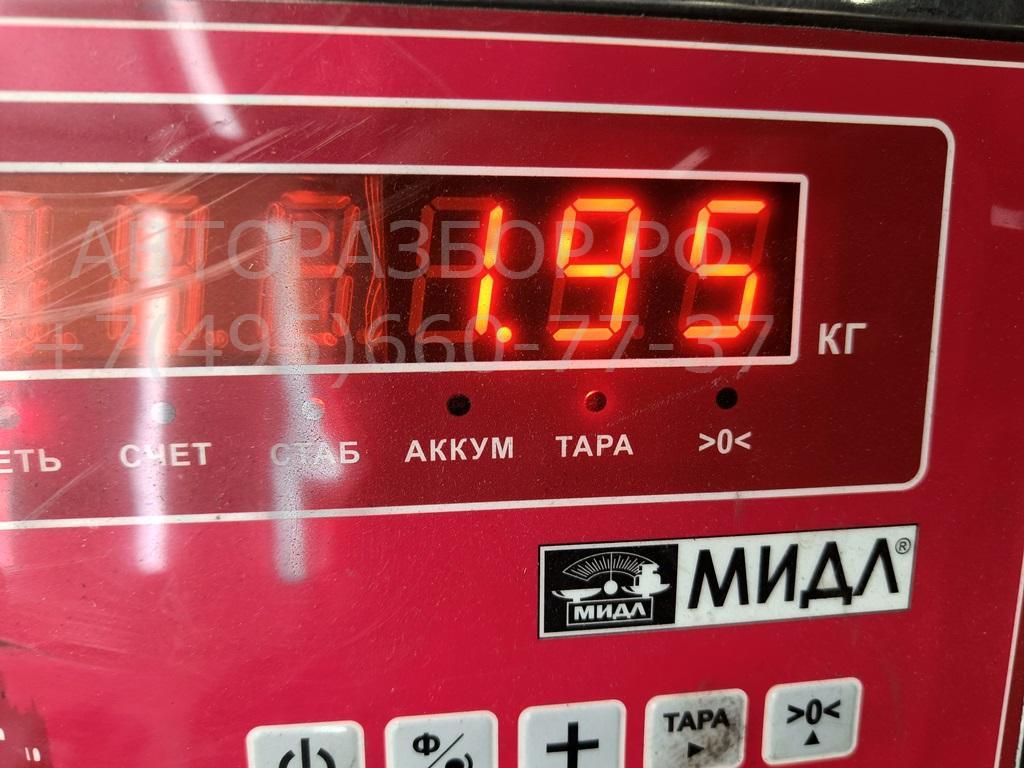 АВТОРАЗБОР.РФ
1.95
+7(495)660-77-37
КГ
ЕТЬ СЧЕТ СТАБ АККУМ ТАРА >0<
МИДЛ МИДЛ®
Ф ТАРА >0<